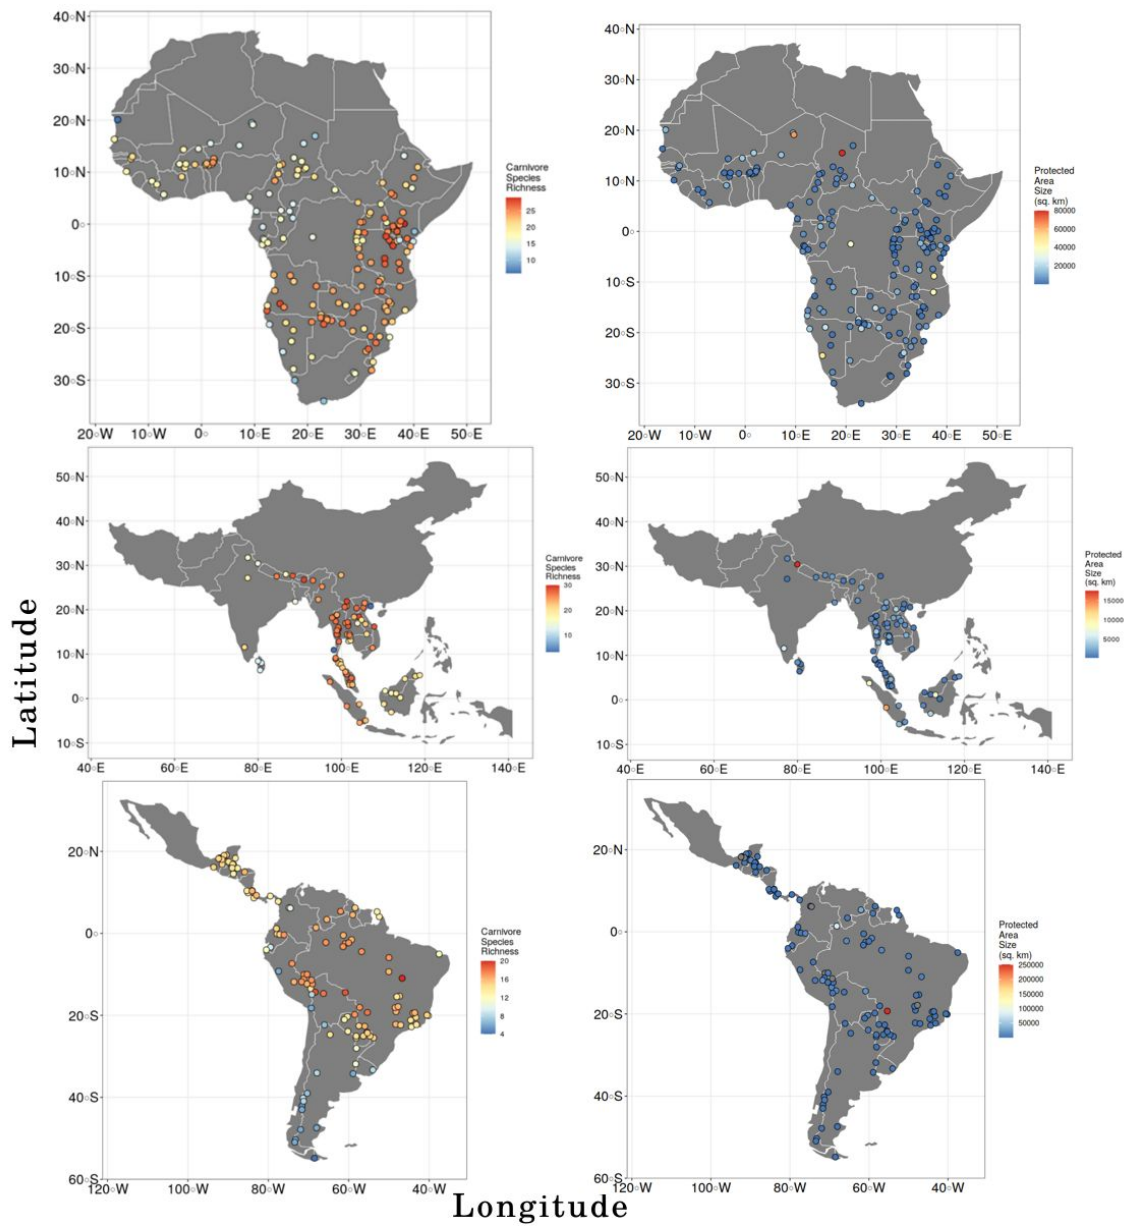 40°N
30°N
20°N
10°N
0°
10°S
20°S
30°S
20°W 10°W 0° 10°E 20°E 30°E 40°E 50°E
Carnivore
Species
Richness
25
20
15
10
40°N
30°N
20°N
10°N
0°
10°S
20°S
30°S
20°W 10°W 0° 10°E 20°E 30°E 40°E 50°E
Protected
Area
Size
(sq. km)
80000
60000
40000
20000
50°N
40°N
30°N
20°N
10°N
0°
10°S
40°E 60°E 80°E 100°E 120°E 140°E
Carnivore
Species
Richness
30
20
10
50°N
40°N
30°N
20°N
10°N
0°
10°S
40°E 60°E 80°E 100°E 120°E 140°E
Protected
Area
Size
(sq. km)
15000
10000
5000
Latitude
20°N
0°
20°S
40°S
60°S
120°W 100°W 80°W 60°W 40°W
Carnivore
Species
Richness
20
16
12
8
4
20°N
0°
20°S
40°S
60°S
120°W 100°W 80°W 60°W 40°W
Protected
Area
Size
(sq. km)
250000
200000
150000
100000
50000
Longitude